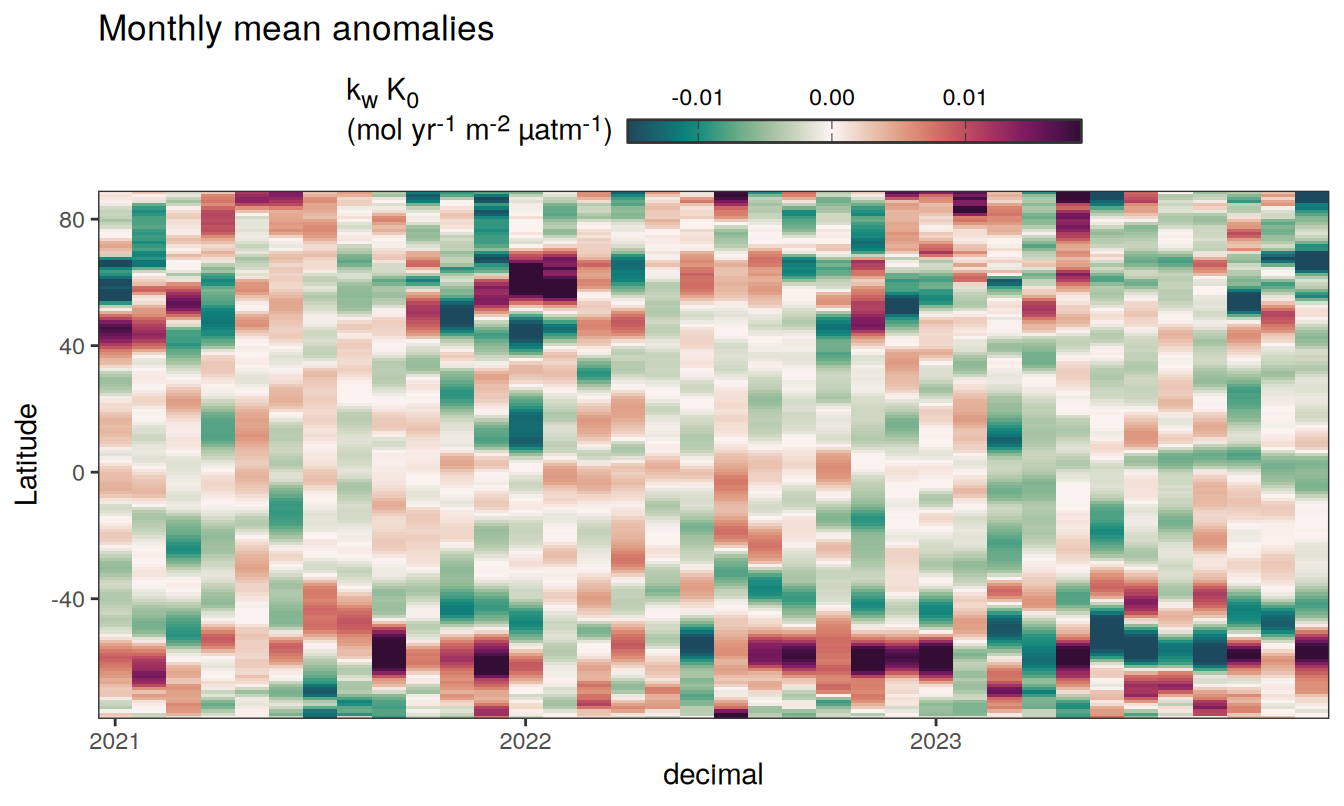 Monthly mean anomalies
k_w K_0
(mol yr⁻¹ m⁻² µatm⁻¹)
-0.01 0.00 0.01
Latitude
80
40
0
-40
2021 2022 2023
decimal